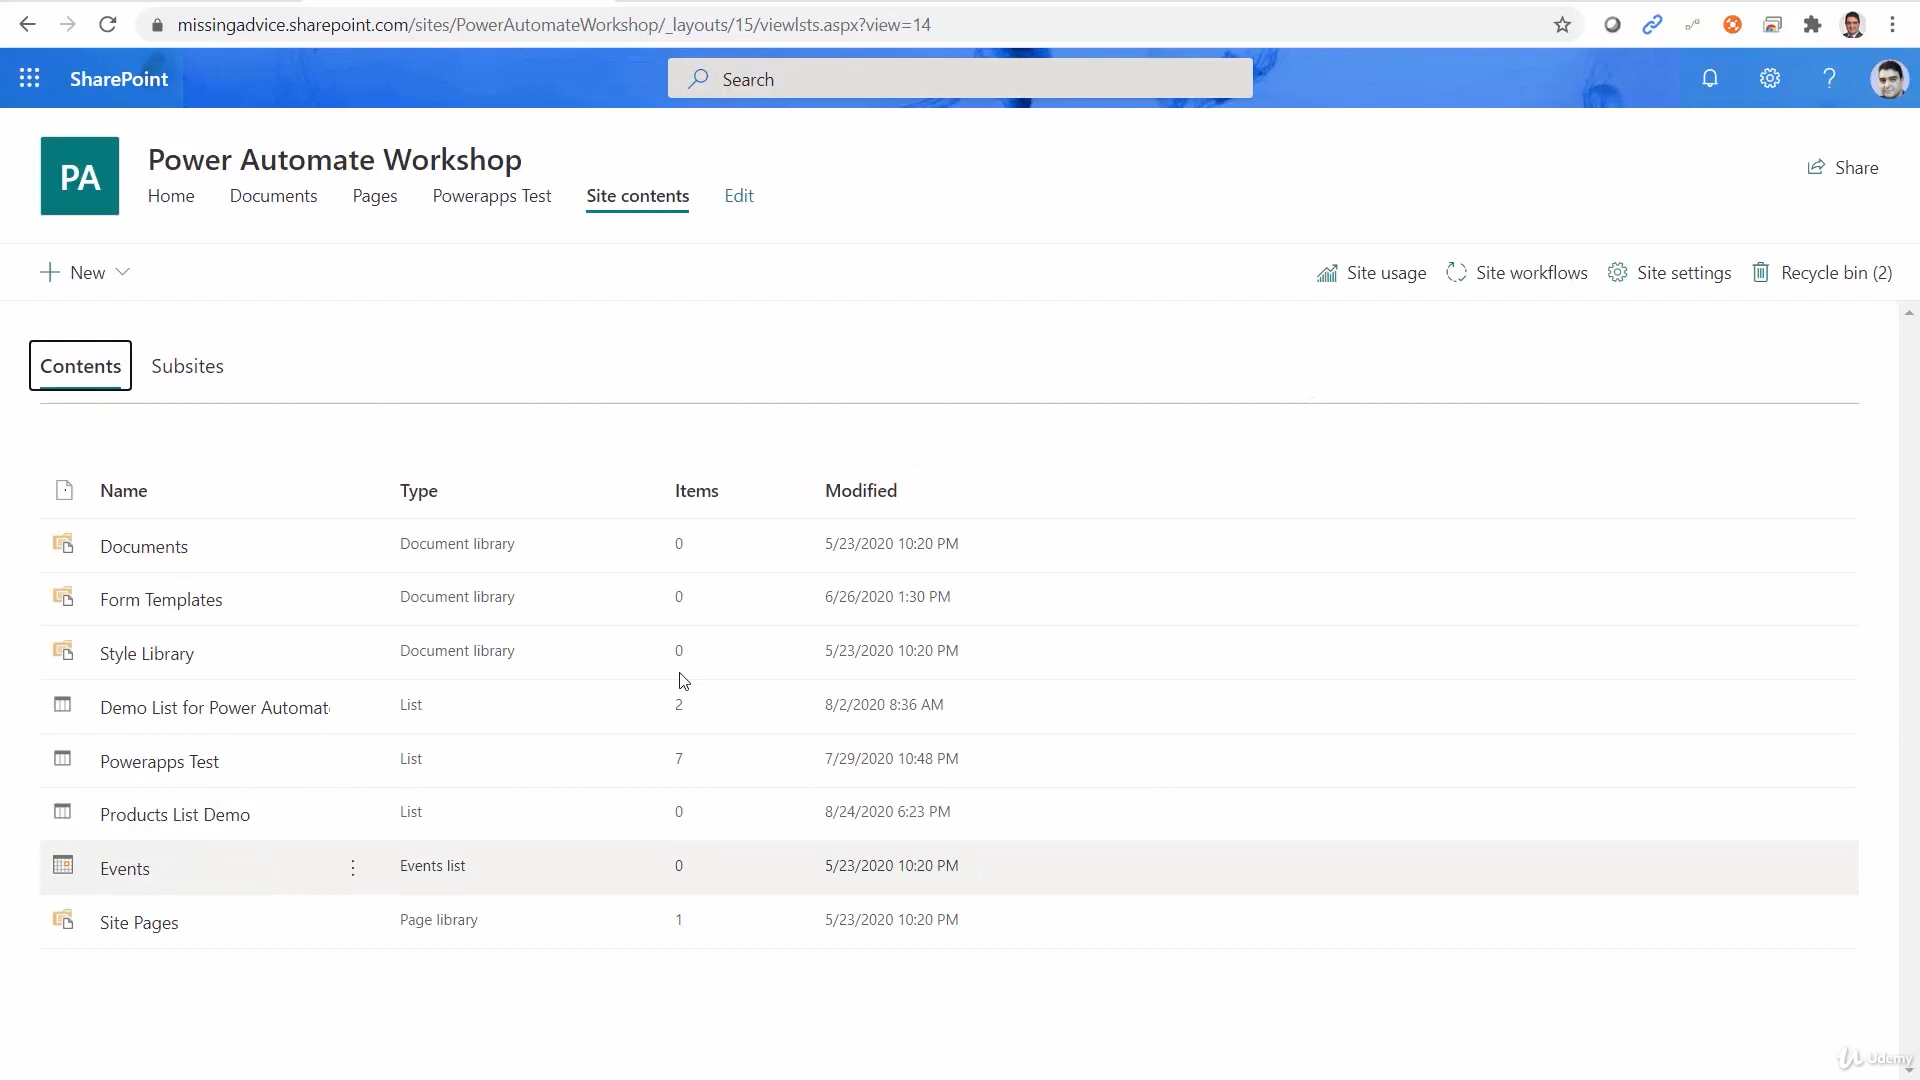 missingadvice.sharepoint.com/sites/PowerAutomateWorkshop/_layouts/15/viewlsts.aspx?view=14
SharePoint
Search
?
PA
Power Automate Workshop
Share
Home Documents Pages Powerapps Test Site contents Edit
New
Site usage Site workflows Site settings Recycle bin (2)
Contents Subsites
Name Type Items Modified
Documents Document library 0 5/23/2020 10:20 PM
Form Templates Document library 0 6/26/2020 1:30 PM
Style Library Document library 0 5/23/2020 10:20 PM
Demo List for Power Automat List 2 8/2/2020 8:36 AM
Powerapps Test List 7 7/29/2020 10:48 PM
Products List Demo List 0 8/24/2020 6:23 PM
Events Events list 0 5/23/2020 10:20 PM
Site Pages Page library 1 5/23/2020 10:20 PM
Udemy